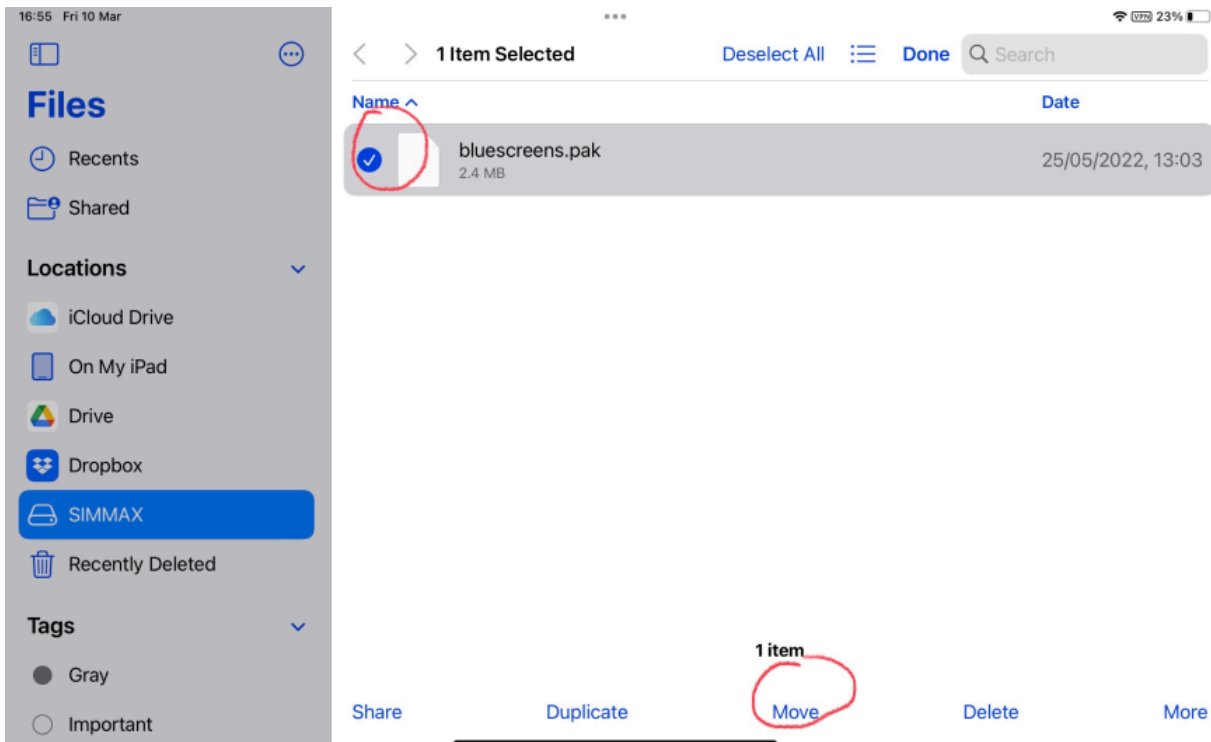 16:55 Fri 10 Mar
VPN 23%
1 Item Selected
Deselect All
Done
Search
Files
Recents
Shared
Locations
iCloud Drive
On My iPad
Drive
Dropbox
SIMMAX
Recently Deleted
Tags
Gray
Important
Name
Date
bluescreens.pak
2.4 MB
25/05/2022, 13:03
1 item
Share
Duplicate
Move
Delete
More